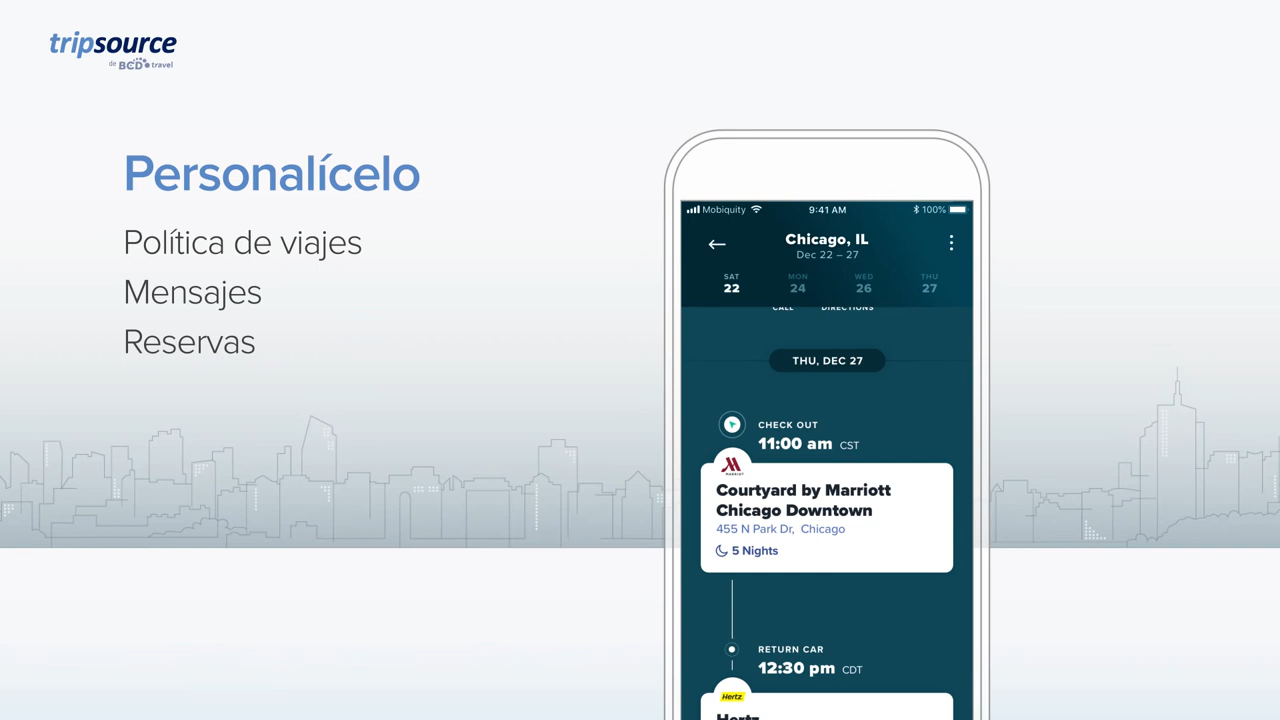 tripsource
de BCD travel
Personalícelo
Política de viajes
Mensajes
Reservas
Mobiquity 9:41 AM 100%
Chicago, IL
Dec 22 – 27
SAT MON WED THU
22 24 26 27
CALL DIRECTIONS
THU, DEC 27
CHECK OUT
11:00 am CST
MARRIOTT
Courtyard by Marriott
Chicago Downtown
455 N Park Dr, Chicago
5 Nights
RETURN CAR
12:30 pm CDT
Hertz
Hertz